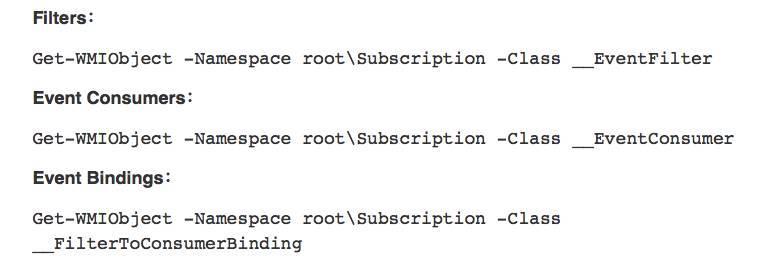 Filters:
Get-WMIObject -Namespace root\Subscription -Class __EventFilter
Event Consumers:
Get-WMIObject -Namespace root\Subscription -Class __EventConsumer
Event Bindings:
Get-WMIObject -Namespace root\Subscription -Class
__FilterToConsumerBinding